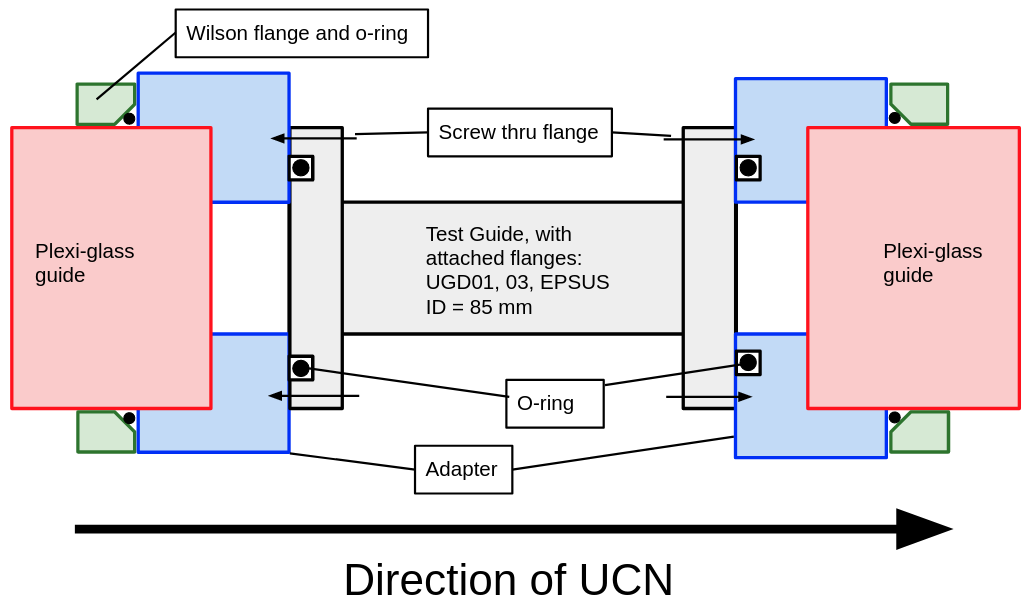 Wilson flange and o-ring
Screw thru flange
Plexi-glass
guide
Test Guide, with
attached flanges:
UGD01, 03, EPSUS
ID = 85 mm
Plexi-glass
guide
O-ring
Adapter
Direction of UCN